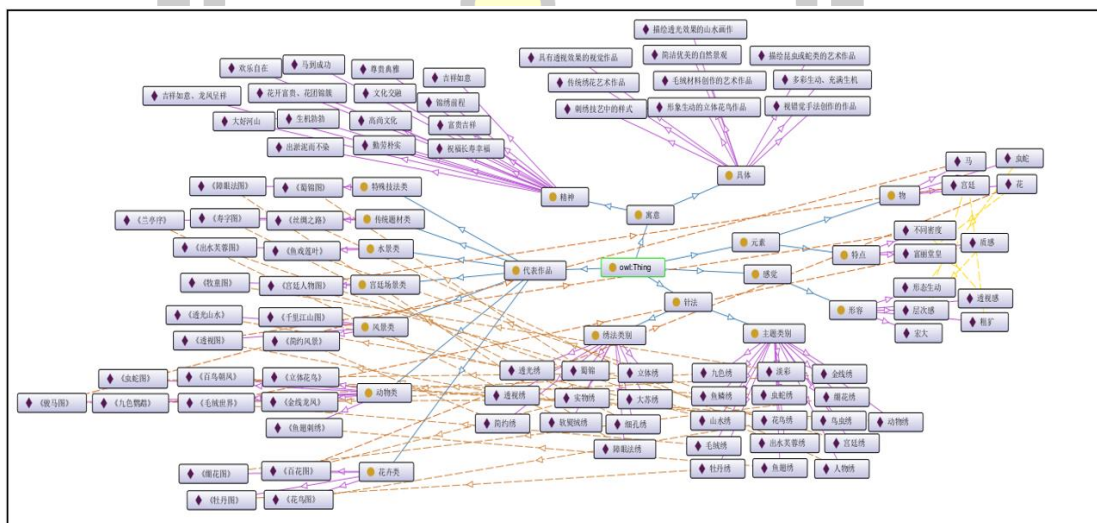 描绘透光效果的山水画作
具有透视效果的视觉作品
简洁优美的自然景观
描绘昆虫或蛇类的艺术作品
传统绣花艺术作品
毛绒材料创作的艺术作品
多彩生动、充满生机
刺绣技艺中的样式
形象生动的立体花鸟作品
视错觉手法创作的作品
欢乐自在
马到成功
尊贵典雅
吉祥如意
吉祥如意、龙凤呈祥
花开富贵、花团锦簇
文化交融
锦绣前程
大好河山
生机勃勃
高尚文化
富贵吉祥
出淤泥而不染
勤劳朴实
祝福长寿幸福
具体
精神
寓意
物
马
虫蛇
宫廷
花
元素
特点
不同密度
富丽堂皇
质感
感觉
形容
形态生动
层次感
宏大
透视感
粗犷
owl:Thing
代表作品
《障眼法图》
《蜀锦图》
特殊技法类
《兰亭序》
《寿字图》
《丝绸之路》
传统题材类
《出水芙蓉图》
《鱼戏莲叶》
水景类
《牧童图》
《宫廷人物图》
宫廷场景类
《透光山水》
《千里江山图》
风景类
《透视图》
《简约风景》
《虫蛇图》
《百鸟朝凤》
《立体花鸟》
动物类
《骏马图》
《九色鹦鹉》
《毛绒世界》
《金线龙凤》
《鱼翅刺绣》
《细花图》
《百花图》
花卉类
《牡丹图》
《花鸟图》
针法
绣法类别
主题类别
透光绣
蜀锦
立体绣
透视绣
实物绣
大苏绣
简约绣
软缎绒绣
细孔绣
障眼法绣
九色绣
淡彩
金线绣
鱼鳞绣
虫蛇绣
细花绣
山水绣
花鸟绣
鸟虫绣
动物绣
毛绒绣
出水芙蓉绣
宫廷绣
牡丹绣
鱼翅绣
人物绣